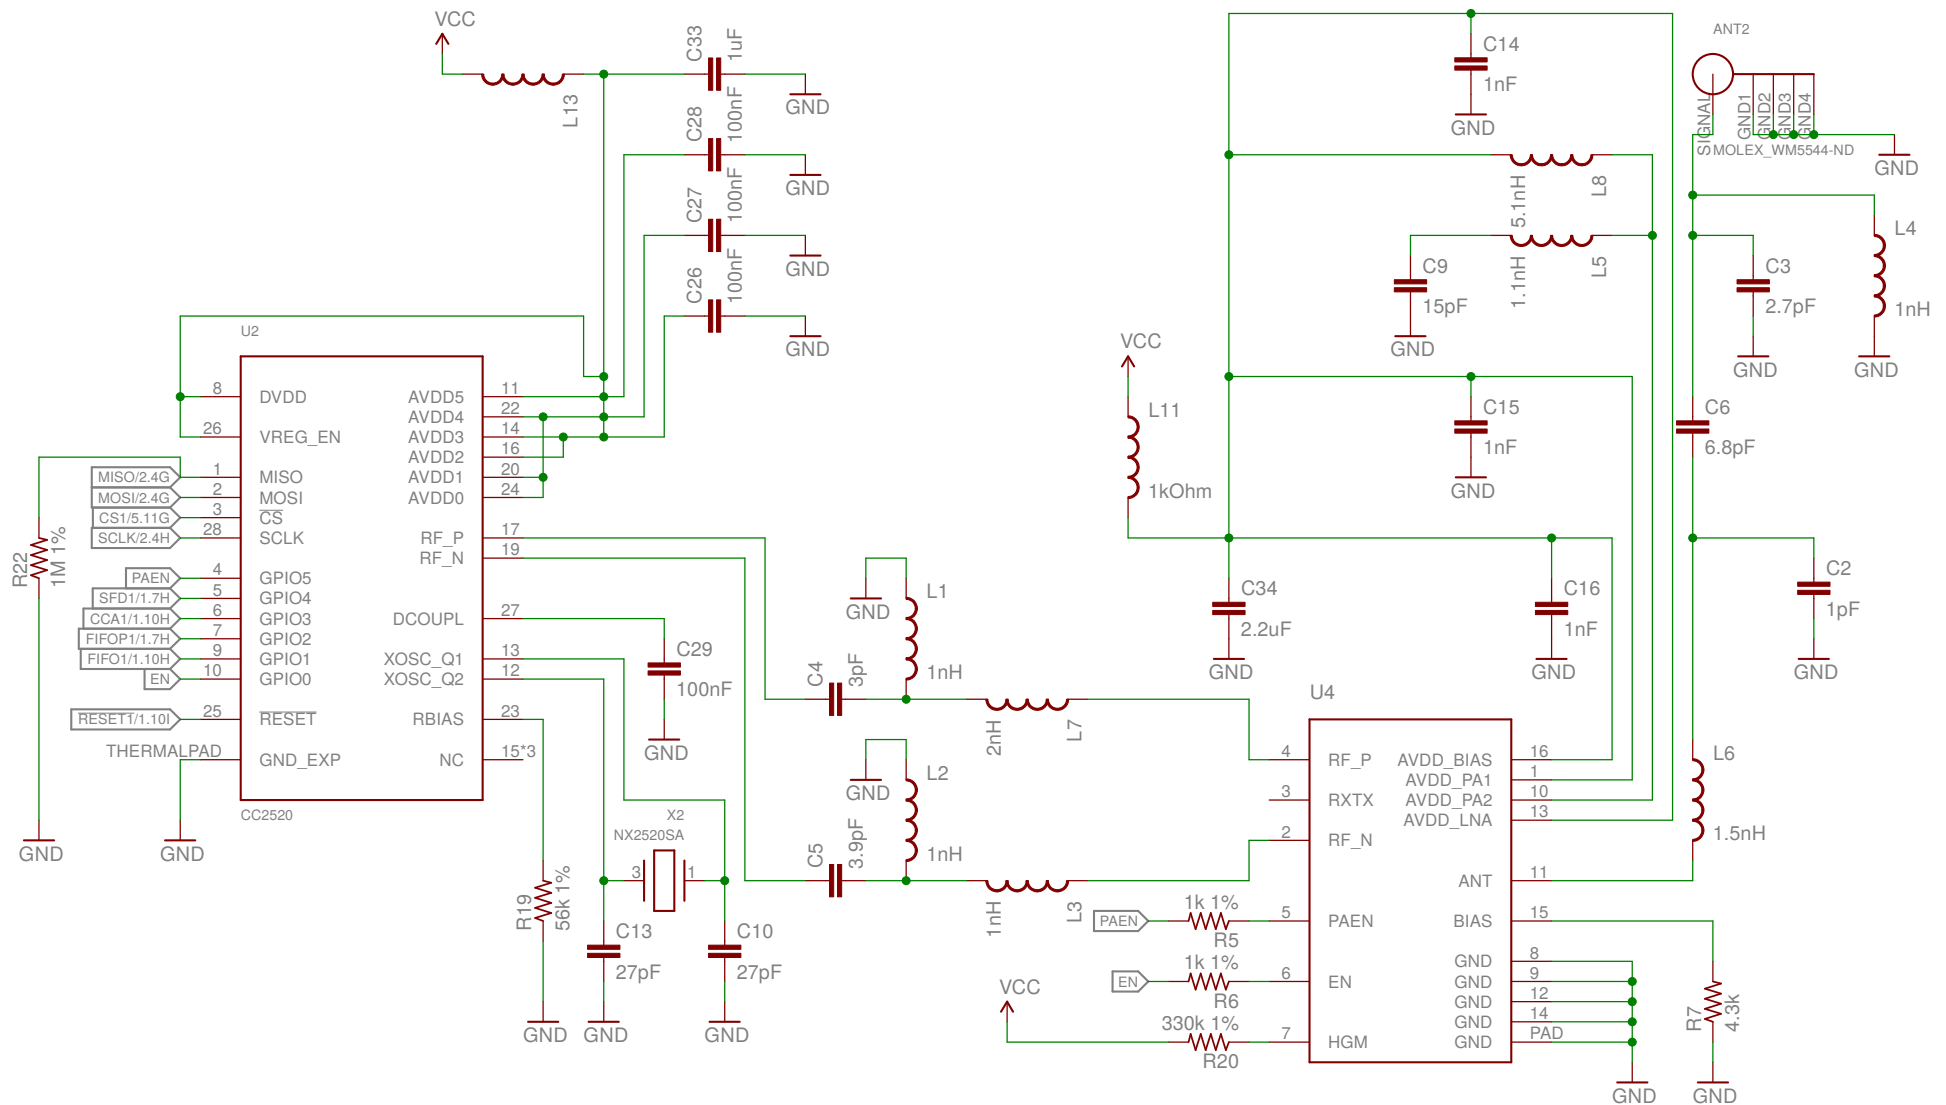 VCC
L13
C33
1uF
GND
C28
100nF
GND
C27
100nF
GND
C26
100nF
GND
U2
8 DVDD
26 VREG_EN
MISO/2.4G 1 MISO
MOSI/2.4G 2 MOSI
CS1/5.11G 3 CS
SCLK/2.4H 28 SCLK
PAEN 4 GPIO5
SFD1/1.7H 5 GPIO4
CCA1/1.10H 6 GPIO3
FIFOP1/1.7H 7 GPIO2
FIFO1/1.10H 9 GPIO1
EN 10 GPIO0
RESET1/1.10I 25 RESET
THERMALPAD GND_EXP
AVDD5 11
AVDD4 22
AVDD3 14
AVDD2 16
AVDD1 20
AVDD0 24
RF_P 17
RF_N 19
DCOUPL 27
XOSC_Q1 13
XOSC_Q2 12
RBIAS 23
NC 15*3
CC2520
R22
1M 1%
GND
GND
C29
100nF
GND
X2
NX2520SA
3 1
R19
56k 1%
GND
C13
27pF
GND
C10
27pF
GND
C4
3pF
GND
L1
1nH
2nH
L7
C5
3.9pF
GND
L2
1nH
1nH
L3
VCC
L11
1kOhm
C14
1nF
GND
5.1nH
L8
1.1nH
L5
C9
15pF
GND
C15
1nF
GND
C34
2.2uF
GND
C16
1nF
GND
ANT2
SIGNAL
GND1
GND2
GND3
GND4
MOLEX_WM5544-ND
GND
L4
1nH
GND
C3
2.7pF
GND
C6
6.8pF
C2
1pF
GND
L6
1.5nH
U4
4 RF_P
3 RXTX
2 RF_N
PAEN 1k 1% R5 5 PAEN
EN 1k 1% R6 6 EN
VCC 330k 1% R20 7 HGM
AVDD_BIAS 16
AVDD_PA1 1
AVDD_PA2 10
AVDD_LNA 13
ANT 11
BIAS 15
GND 8
GND 9
GND 12
GND 14
GND PAD
GND
R7
4.3k
GND